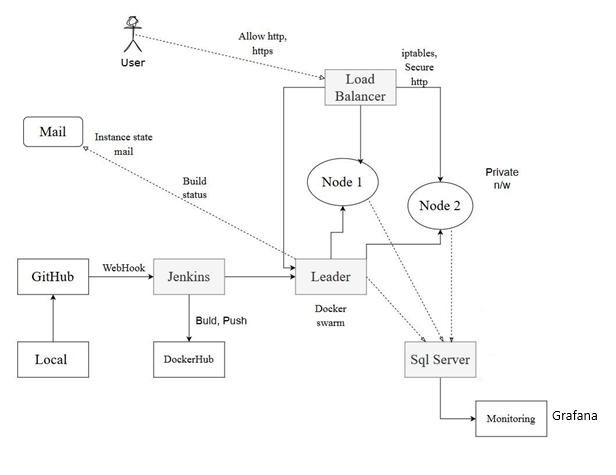 Allow http,
https
User
iptables,
Secure
http
Load
Balancer
Mail
Instance state
mail
Build
status
Node 1
Node 2
Private
n/w
GitHub
WebHook
Jenkins
Leader
Docker
swarm
Buld, Push
Local
DockerHub
Sql Server
Monitoring
Grafana